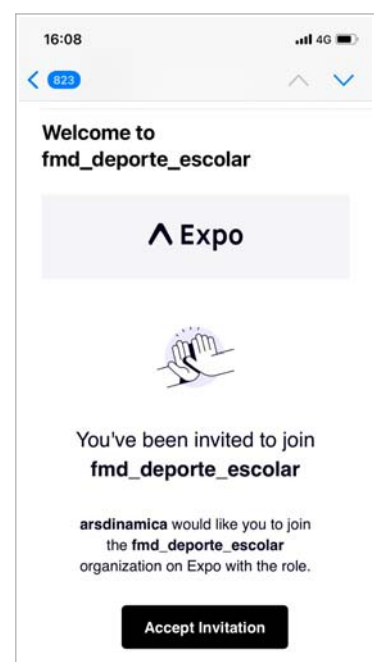 16:08
4G
823
Welcome to
fmd_deporte_escolar
Expo
You've been invited to join
fmd_deporte_escolar
arsdinamica would like you to join
the fmd_deporte_escolar
organization on Expo with the role.
Accept Invitation